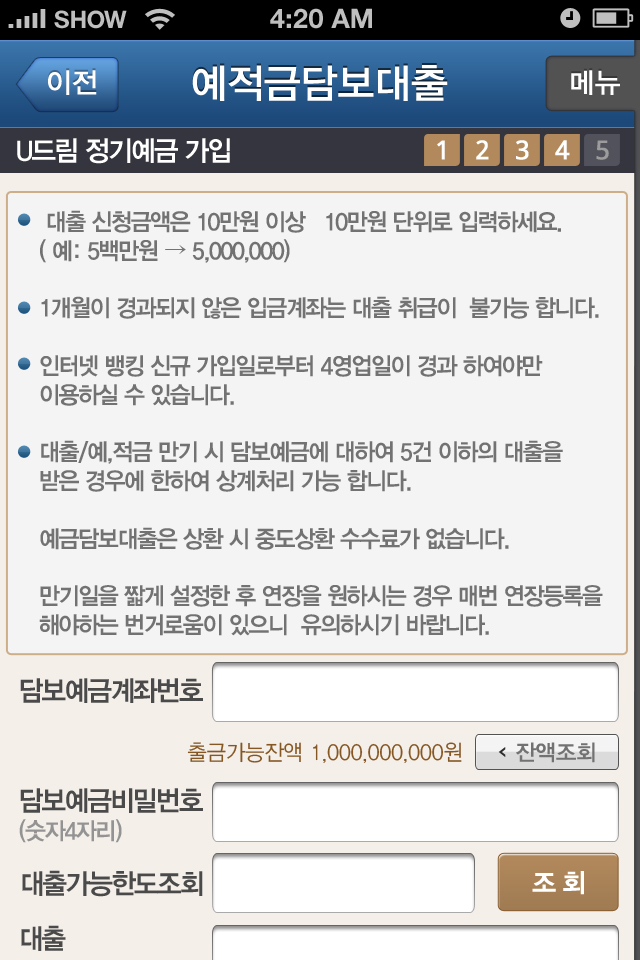 SHOW 4:20 AM
이전 예적금담보대출 메뉴
U드림 정기예금 가입 1 2 3 4 5
대출 신청금액은 10만원 이상 10만원 단위로 입력하세요.
( 예: 5백만원 → 5,000,000)
1개월이 경과되지 않은 입금계좌는 대출 취급이 불가능 합니다.
인터넷 뱅킹 신규 가입일로부터 4영업일이 경과 하여야만
이용하실 수 있습니다.
대출/예,적금 만기 시 담보예금에 대하여 5건 이하의 대출을
받은 경우에 한하여 상계처리 가능 합니다.
예금담보대출은 상환 시 중도상환 수수료가 없습니다.
만기일을 짧게 설정한 후 연장을 원하시는 경우 매번 연장등록을
해야하는 번거로움이 있으니 유의하시기 바랍니다.
담보예금계좌번호
출금가능잔액 1,000,000,000원 < 잔액조회
담보예금비밀번호
(숫자4자리)
대출가능한도조회 조 회
대출